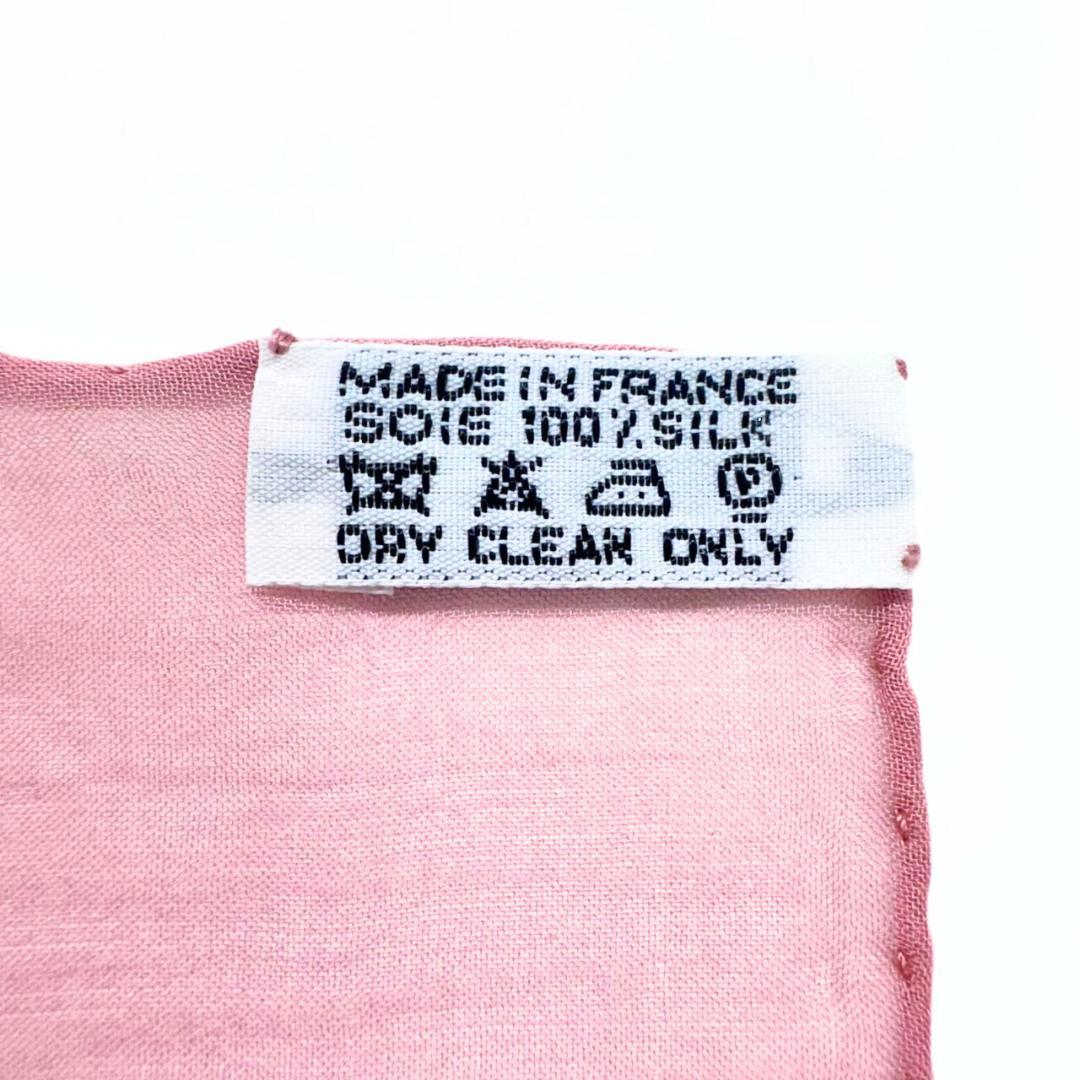 MADE IN FRANCE
SOIE 100% SILK
P
DRY CLEAN ONLY